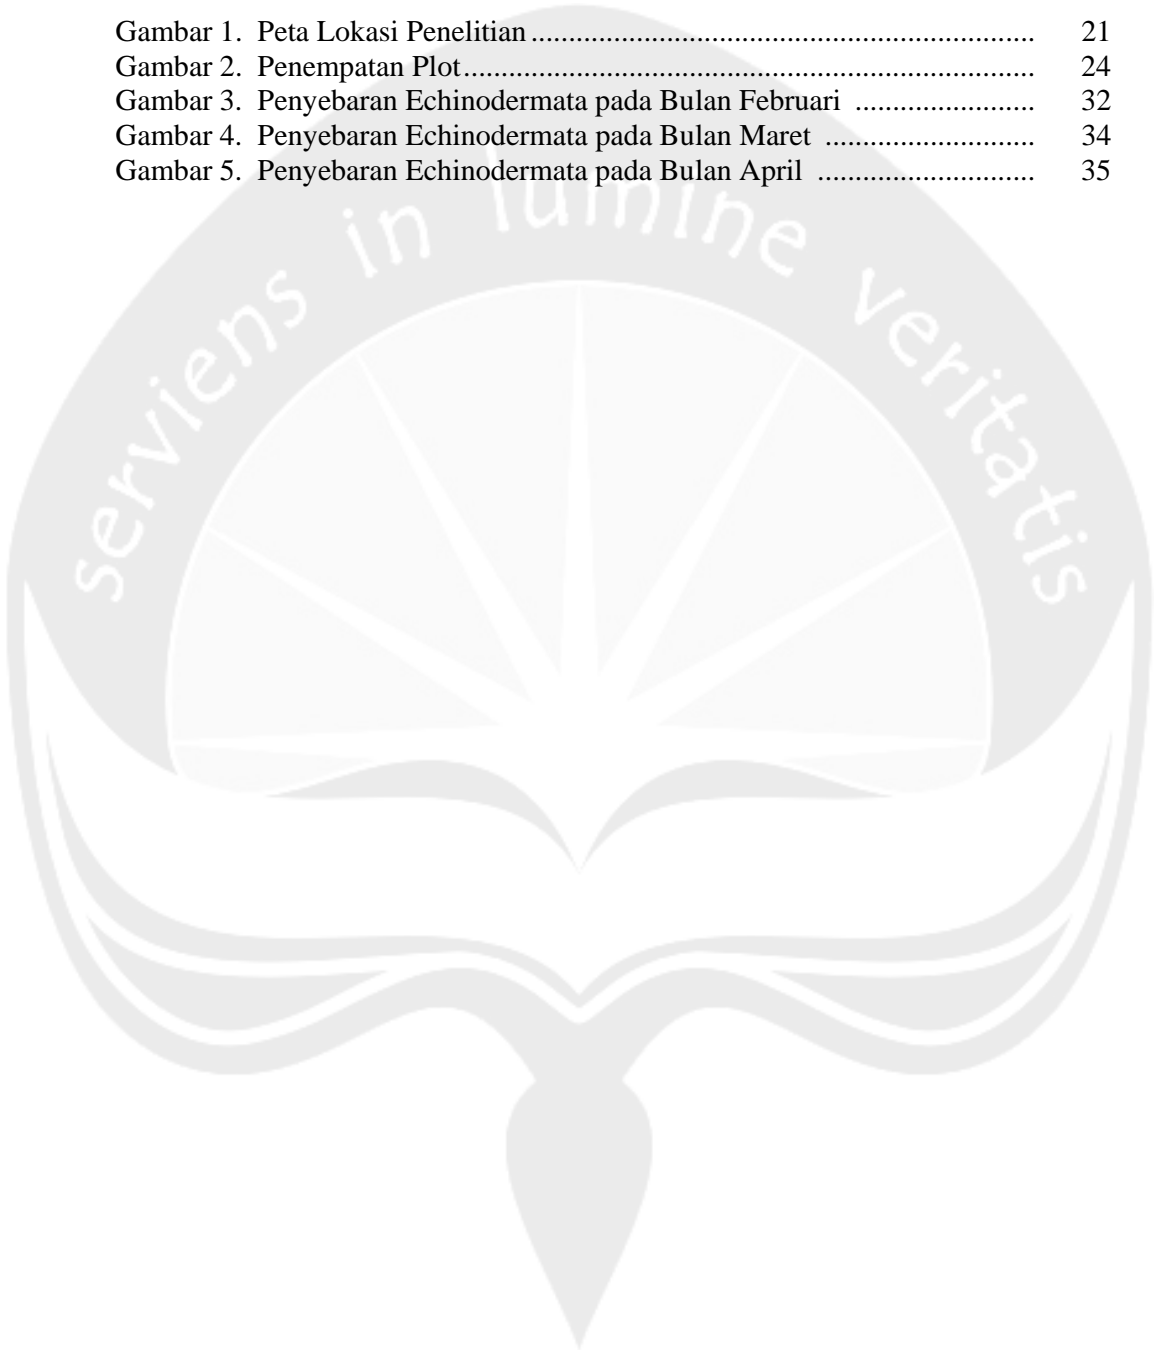 Gambar 1. Peta Lokasi Penelitian .................................................................... 21
Gambar 2. Penempatan Plot............................................................................. 24
Gambar 3. Penyebaran Echinodermata pada Bulan Februari ........................ 32
Gambar 4. Penyebaran Echinodermata pada Bulan Maret ............................ 34
Gambar 5. Penyebaran Echinodermata pada Bulan April ............................. 35
serviens in lumine veritatis